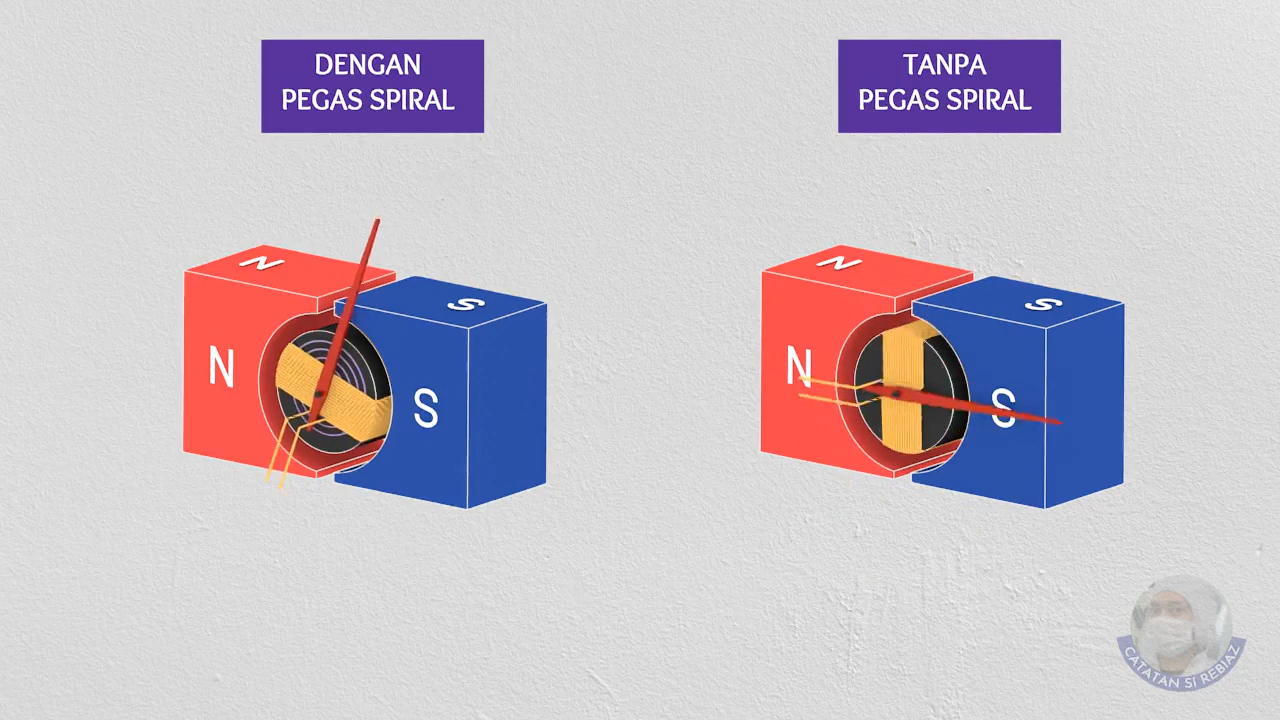 DENGAN
PEGAS SPIRAL
TANPA
PEGAS SPIRAL
N
S
N
S
N
S
N
S
CATATAN SI REBIAZ